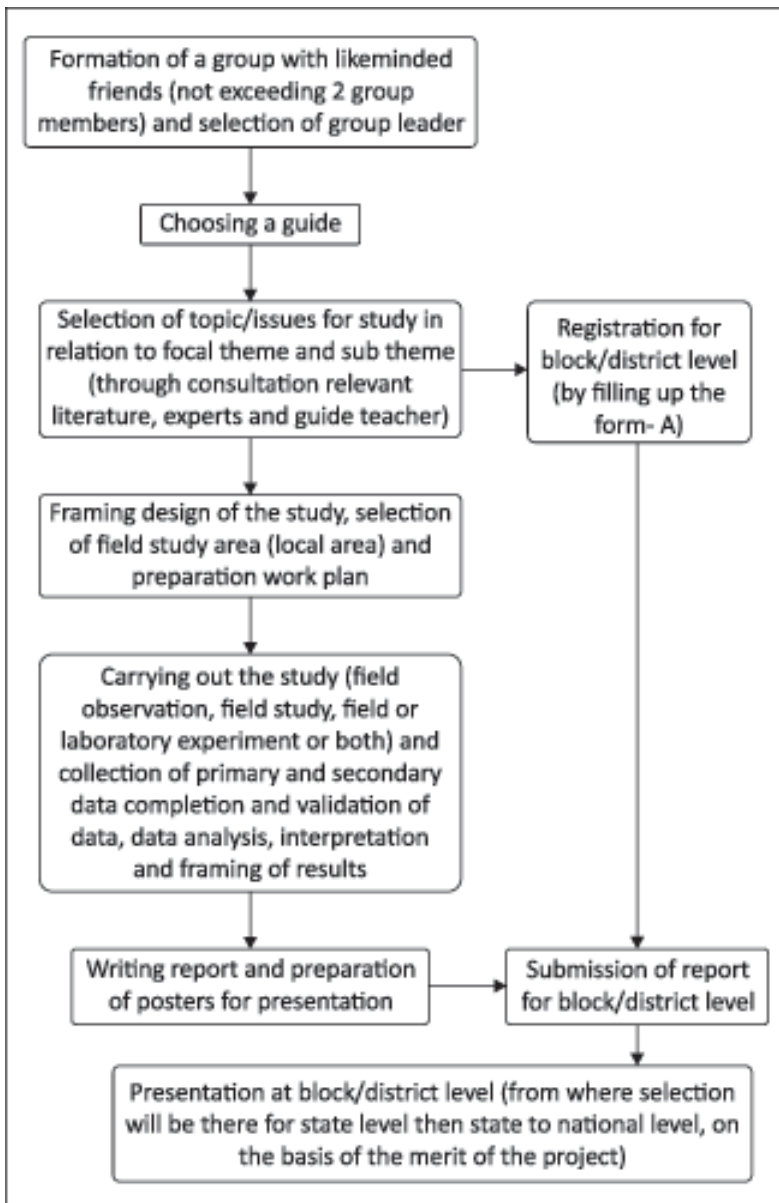 Formation of a group with likeminded
friends (not exceeding 2 group
members) and selection of group leader
Choosing a guide
Selection of topic/issues for study in
relation to focal theme and sub theme
(through consultation relevant
literature, experts and guide teacher)
Registration for
block/district level
(by filling up the
form- A)
Framing design of the study, selection
of field study area (local area) and
preparation work plan
Carrying out the study (field
observation, field study, field or
laboratory experiment or both) and
collection of primary and secondary
data completion and validation of
data, data analysis, interpretation
and framing of results
Writing report and preparation
of posters for presentation
Submission of report
for block/district level
Presentation at block/district level (from where selection
will be there for state level then state to national level, on
the basis of the merit of the project)